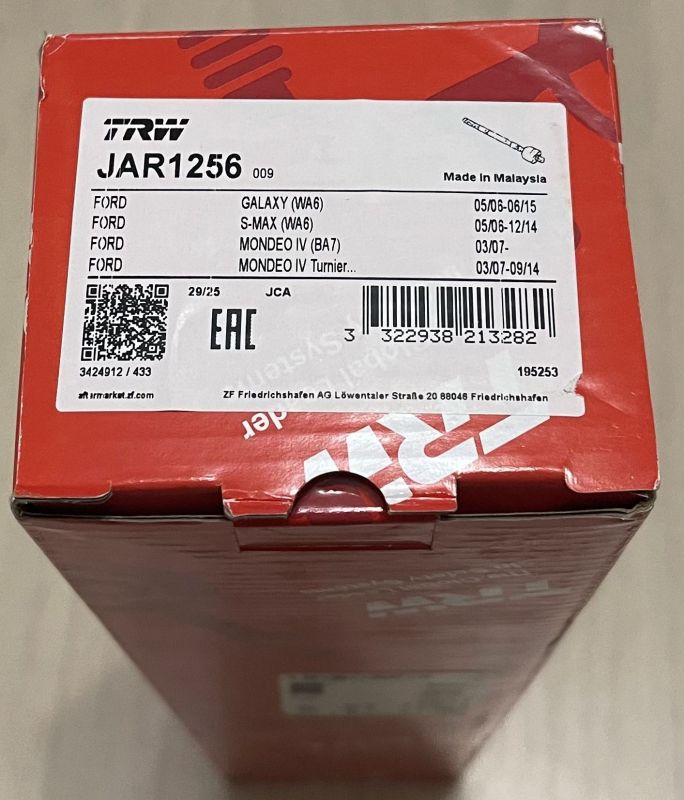 TRW
JAR1256 009
Made in Malaysia
FORD GALAXY (WA6) 05/06-06/15
FORD S-MAX (WA6) 05/06-12/14
FORD MONDEO IV (BA7) 03/07-
FORD MONDEO IV Turnier... 03/07-09/14
29/25 JCA
EAC
3 322938 213282
3424912 / 433
195253
aftermarket.zf.com ZF Friedrichshafen AG Löwentaler Straße 20 88046 Friedrichshafen
TRW
TRW